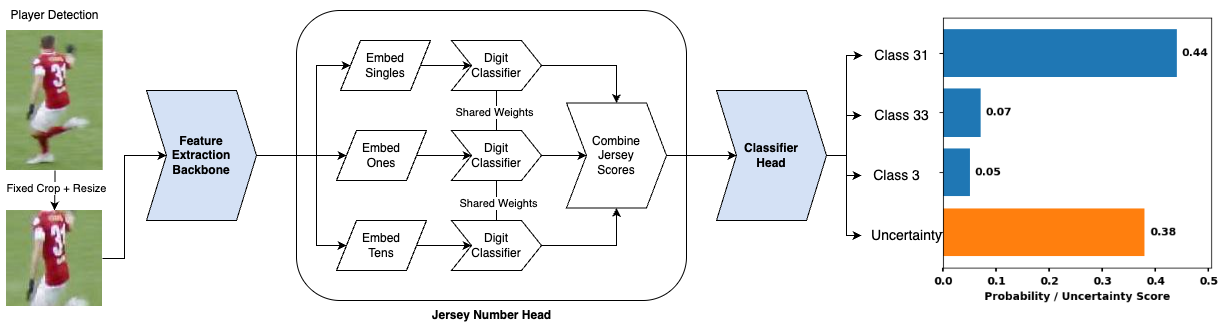 Player Detection
Fixed Crop + Resize
Feature
Extraction
Backbone
Embed
Singles
Digit
Classifier
Shared Weights
Embed
Ones
Digit
Classifier
Shared Weights
Embed
Tens
Digit
Classifier
Combine
Jersey
Scores
Jersey Number Head
Classifier
Head
Class 31
Class 33
Class 3
Uncertainty
0.44
0.07
0.05
0.38
0.0 0.1 0.2 0.3 0.4 0.5
Probability / Uncertainty Score